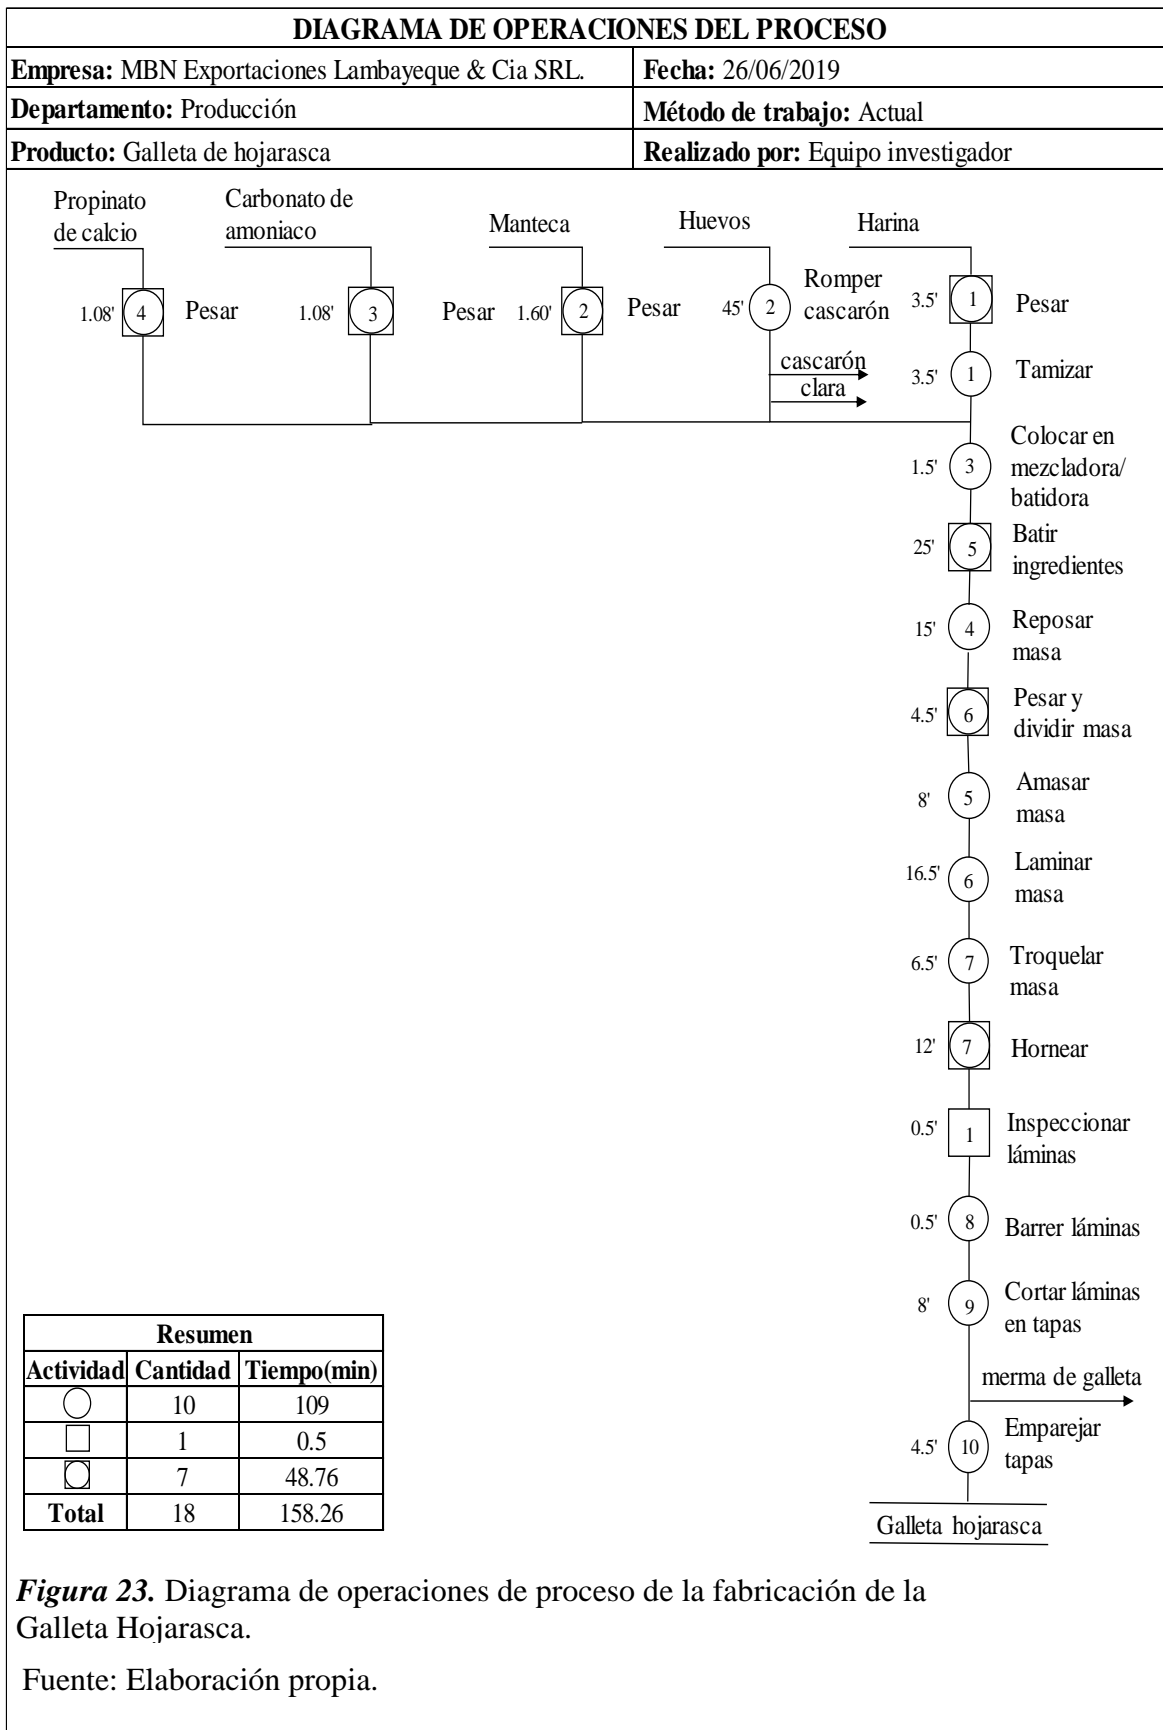 DIAGRAMA DE OPERACIONES DEL PROCESO
Empresa: MBN Exportaciones Lambayeque & Cia SRL.
Fecha: 26/06/2019
Departamento: Producción
Método de trabajo: Actual
Producto: Galleta de hojarasca
Realizado por: Equipo investigador
Propinato
de calcio
Carbonato de
amoniaco
Manteca
Huevos
Harina
1.08'
4
Pesar
1.08'
3
Pesar
1.60'
2
Pesar
45'
2
Romper
cascarón
3.5'
1
Pesar
cascarón
clara
3.5'
1
Tamizar
1.5'
3
Colocar en
mezcladora/
batidora
25'
5
Batir
ingredientes
15'
4
Reposar
masa
4.5'
6
Pesar y
dividir masa
8'
5
Amasar
masa
16.5'
6
Laminar
masa
6.5'
7
Troquelar
masa
12'
7
Hornear
0.5'
1
Inspeccionar
láminas
0.5'
8
Barrer láminas
8'
9
Cortar láminas
en tapas
merma de galleta
4.5'
10
Emparejar
tapas
Galleta hojarasca
Resumen
Actividad Cantidad Tiempo(min)
10 109
1 0.5
7 48.76
Total 18 158.26
Figura 23. Diagrama de operaciones de proceso de la fabricación de la
Galleta Hojarasca.
Fuente: Elaboración propia.